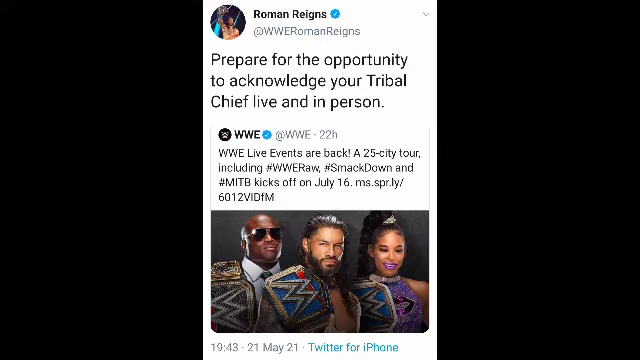 Roman Reigns
@WWERomanReigns
Prepare for the opportunity
to acknowledge your Tribal
Chief live and in person.
WWE @WWE · 22h
WWE Live Events are back! A 25-city tour,
including #WWERaw, #SmackDown and
#MITB kicks off on July 16. ms.spr.ly/
6012VIDfM
19:43 · 21 May 21 · Twitter for iPhone